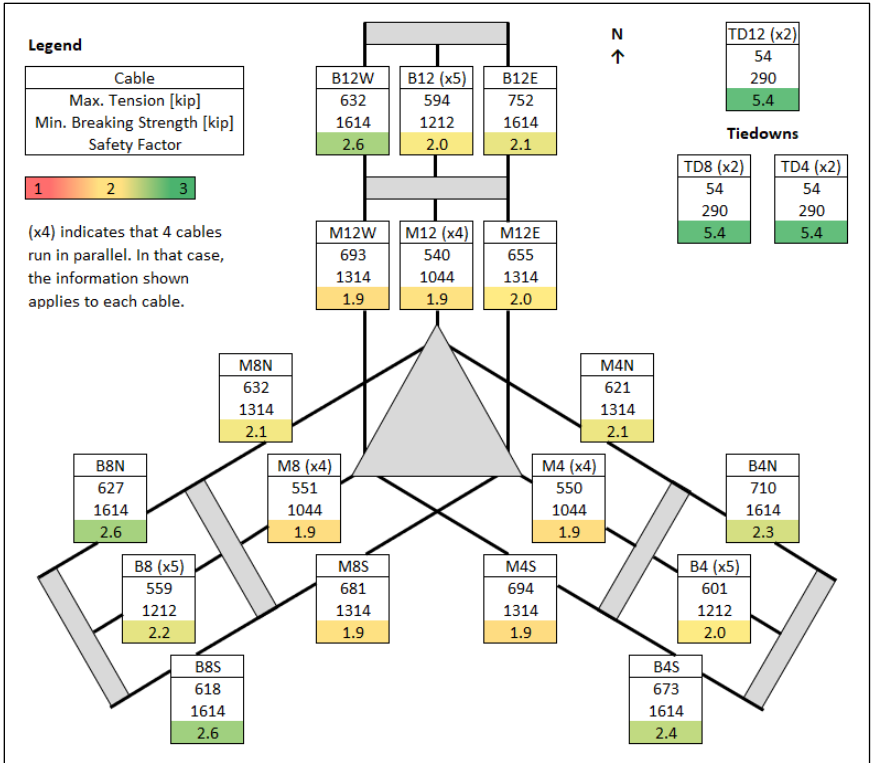 Legend
Cable
Max. Tension [kip]
Min. Breaking Strength [kip]
Safety Factor
1 2 3
(x4) indicates that 4 cables
run in parallel. In that case,
the information shown
applies to each cable.
N
↑
B12W
632
1614
2.6
B12 (x5)
594
1212
2.0
B12E
752
1614
2.1
TD12 (x2)
54
290
5.4
Tiedowns
TD8 (x2)
54
290
5.4
TD4 (x2)
54
290
5.4
M12W
693
1314
1.9
M12 (x4)
540
1044
1.9
M12E
655
1314
2.0
M8N
632
1314
2.1
M4N
621
1314
2.1
B8N
627
1614
2.6
M8 (x4)
551
1044
1.9
M4 (x4)
550
1044
1.9
B4N
710
1614
2.3
B8 (x5)
559
1212
2.2
M8S
681
1314
1.9
M4S
694
1314
1.9
B4 (x5)
601
1212
2.0
B8S
618
1614
2.6
B4S
673
1614
2.4